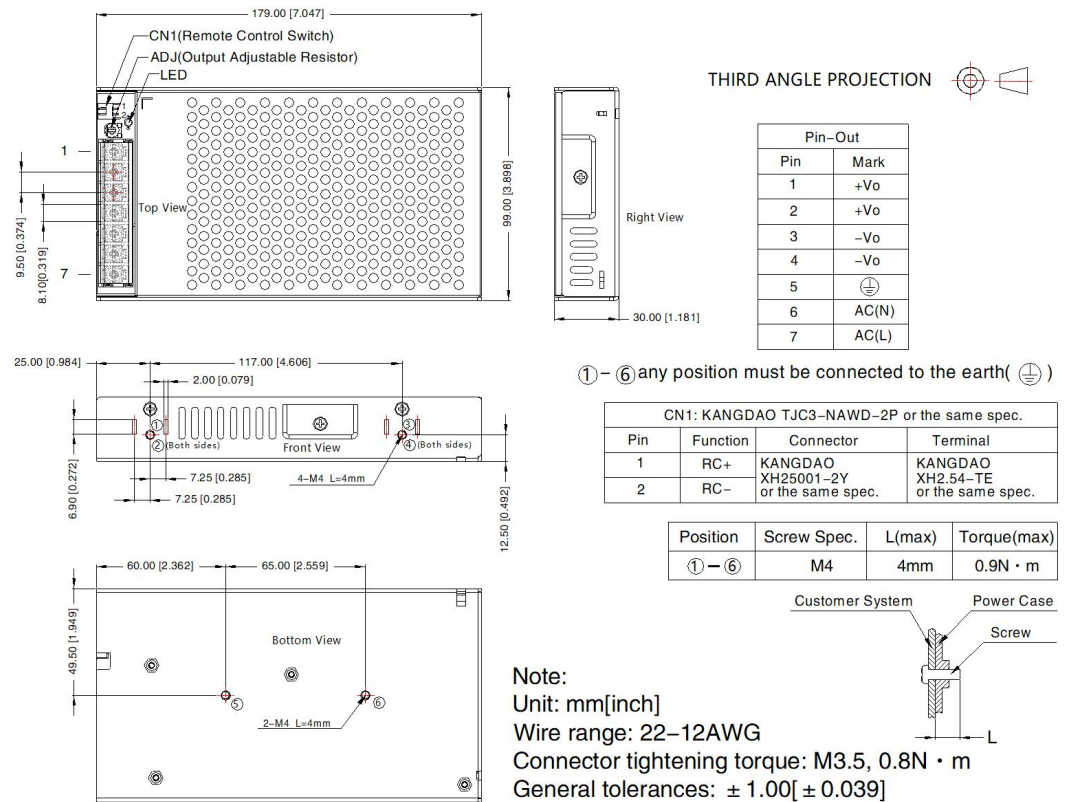 179.00 [7.047]
CN1(Remote Control Switch)
ADJ(Output Adjustable Resistor)
LED
THIRD ANGLE PROJECTION
1
2
1
7
9.50 [0.374]
8.10[0.319]
Top View
99.00 [3.898]
Right View
30.00 [1.181]
Pin-Out
Pin Mark
1 +Vo
2 +Vo
3 -Vo
4 -Vo
5
6 AC(N)
7 AC(L)
①-⑥any position must be connected to the earth( )
25.00 [0.984]
117.00 [4.606]
2.00 [0.079]
①
② (Both sides)
Front View
③
④ (Both sides)
4-M4 L=4mm
7.25 [0.285]
7.25 [0.285]
6.90 [0.272]
12.50 [0.492]
CN1: KANGDAO TJC3-NAWD-2P or the same spec.
Pin Function Connector Terminal
1 RC+ KANGDAO XH25001-2Y or the same spec. KANGDAO XH2.54-TE or the same spec.
2 RC-
Position Screw Spec. L(max) Torque(max)
①-⑥ M4 4mm 0.9N·m
60.00 [2.362]
65.00 [2.559]
49.50 [1.949]
Bottom View
⑤
⑥
2-M4 L=4mm
Customer System
Power Case
Screw
L
Note:
Unit: mm[inch]
Wire range: 22-12AWG
Connector tightening torque: M3.5, 0.8N·m
General tolerances: ±1.00[±0.039]